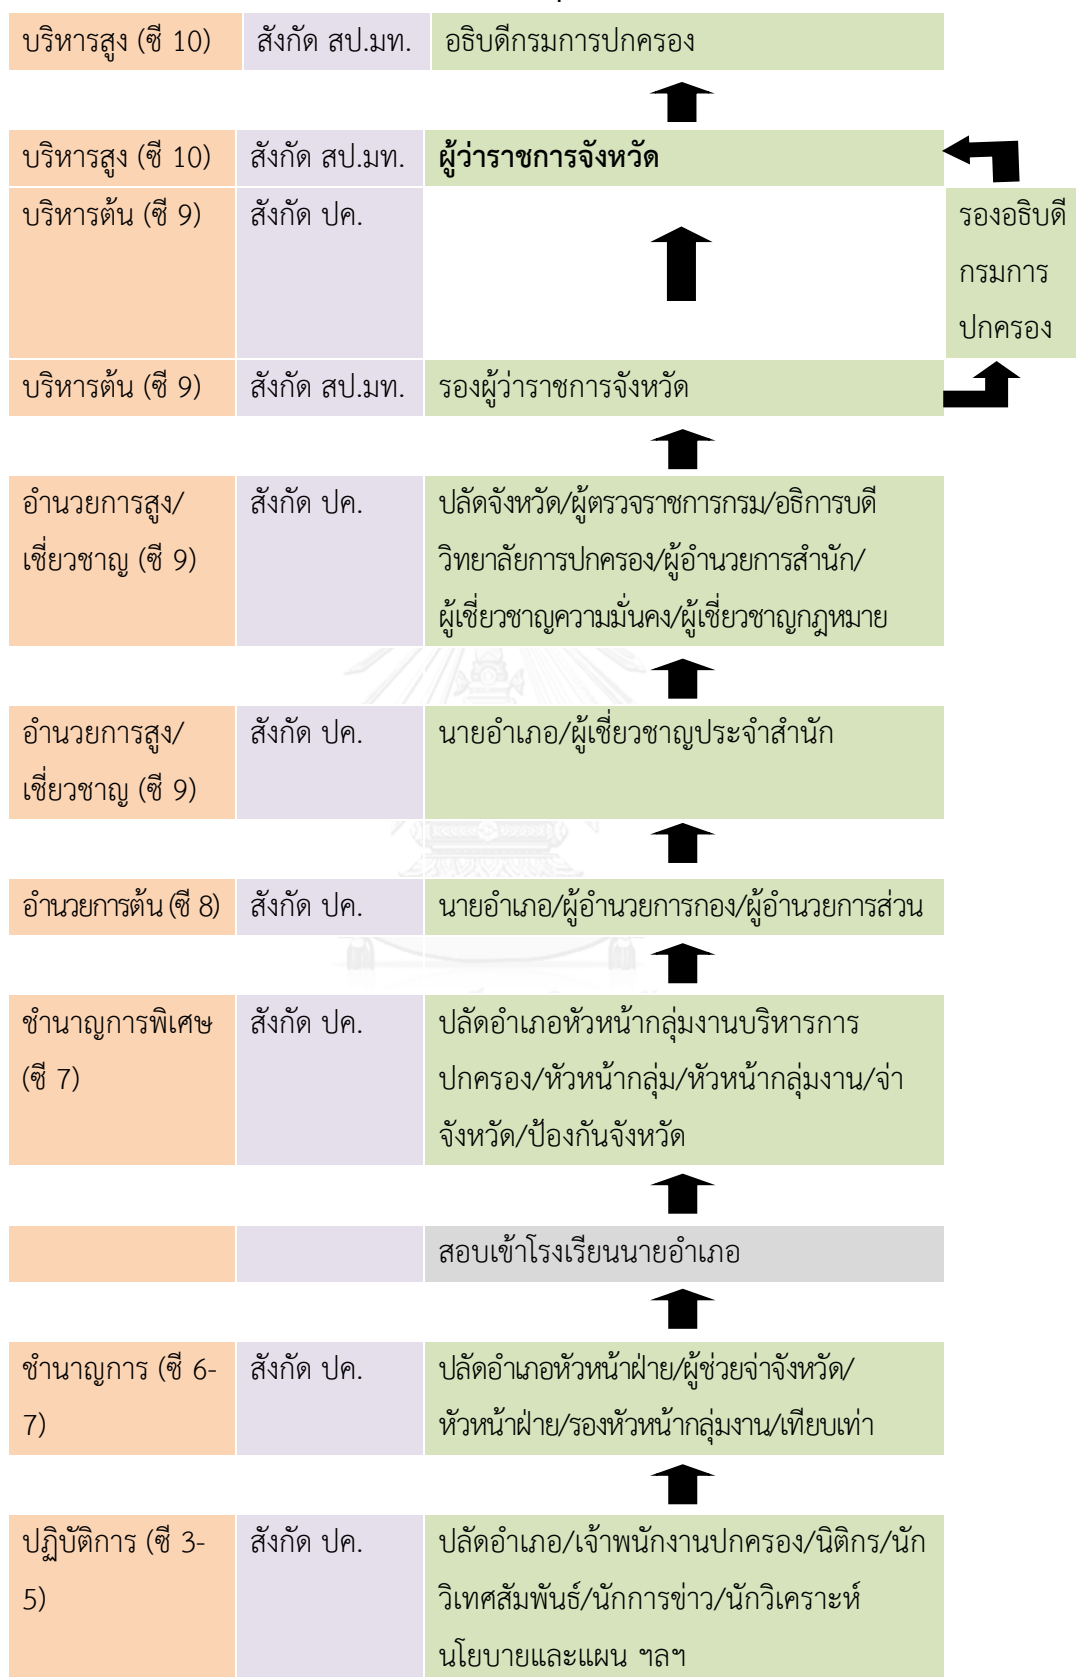 บริหารสูง (ซี 10) สังกัด สป.มท. อธิบดีกรมการปกครอง
บริหารสูง (ซี 10) สังกัด สป.มท. ผู้ว่าราชการจังหวัด
บริหารต้น (ซี 9) สังกัด ปค. รองอธิบดี
กรมการ
ปกครอง
บริหารต้น (ซี 9) สังกัด สป.มท. รองผู้ว่าราชการจังหวัด
อำนวยการสูง/ สังกัด ปค. ปลัดจังหวัด/ผู้ตรวจราชการกรม/อธิการบดี
เชี่ยวชาญ (ซี 9) วิทยาลัยการปกครอง/ผู้อำนวยการสำนัก/
ผู้เชี่ยวชาญความมั่นคง/ผู้เชี่ยวชาญกฎหมาย
อำนวยการสูง/ สังกัด ปค. นายอำเภอ/ผู้เชี่ยวชาญประจำสำนัก
เชี่ยวชาญ (ซี 9)
อำนวยการต้น (ซี 8) สังกัด ปค. นายอำเภอ/ผู้อำนวยการกอง/ผู้อำนวยการส่วน
ชำนาญการพิเศษ สังกัด ปค. ปลัดอำเภอหัวหน้ากลุ่มงานบริหารการ
(ซี 7) ปกครอง/หัวหน้ากลุ่ม/หัวหน้ากลุ่มงาน/จ่า
จังหวัด/ป้องกันจังหวัด
สอบเข้าโรงเรียนนายอำเภอ
ชำนาญการ (ซี 6- สังกัด ปค. ปลัดอำเภอหัวหน้าฝ่าย/ผู้ช่วยจ่าจังหวัด/
7) หัวหน้าฝ่าย/รองหัวหน้ากลุ่มงาน/เทียบเท่า
ปฏิบัติการ (ซี 3- สังกัด ปค. ปลัดอำเภอ/เจ้าพนักงานปกครอง/นิติกร/นัก
5) วิเทศสัมพันธ์/นักการข่าว/นักวิเคราะห์
นโยบายและแผน ฯลฯ